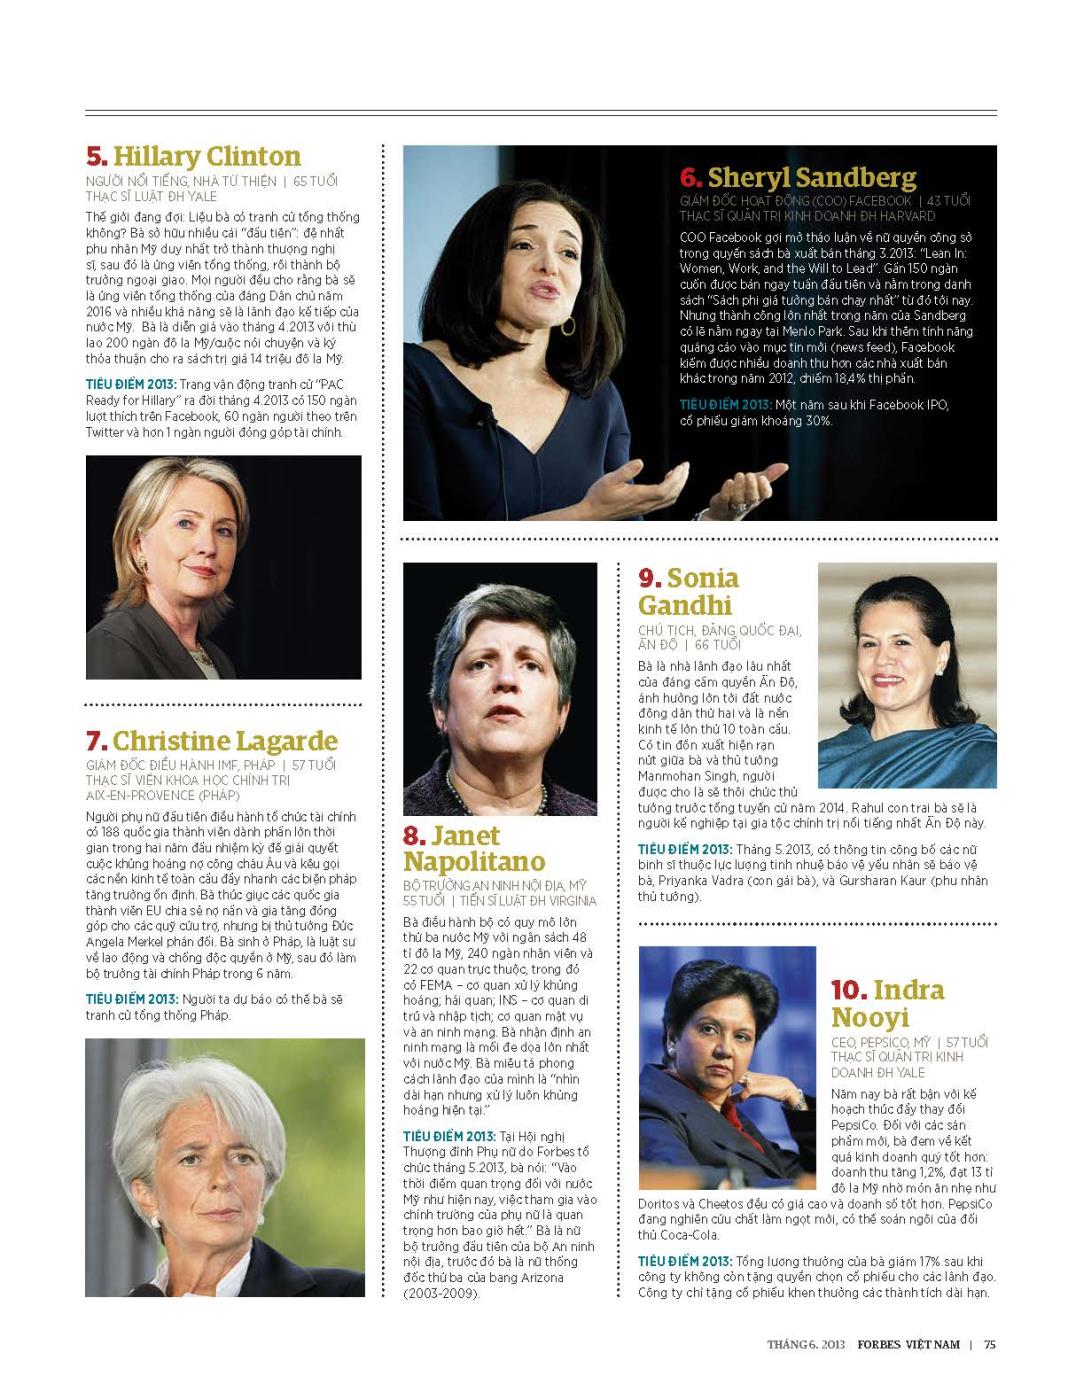 5. Hillary Clinton
NGƯỜI NỔI TIẾNG, NHÀ TỪ THIỆN | 65 TUỔI
THẠC SĨ LUẬT ĐH YALE
Thế giới đang đợi: Liệu bà có tranh cử tổng thống
không? Bà sở hữu nhiều cái “đầu tiên”: đệ nhất
phu nhân Mỹ duy nhất trở thành thượng nghị
sĩ, sau đó là ứng viên tổng thống, rồi thành bộ
trưởng ngoại giao. Mọi người đều cho rằng bà sẽ
là ứng viên tổng thống của đảng Dân chủ năm
2016 và nhiều khả năng sẽ là lãnh đạo kế tiếp của
nước Mỹ. Bà là diễn giả vào tháng 4.2013 với thù
lao 200 ngàn đô la Mỹ/cuộc nói chuyện và ký
thỏa thuận cho ra sách trị giá 14 triệu đô la Mỹ.
TIÊU ĐIỂM 2013: Trang vận động tranh cử “PAC
Ready for Hillary” ra đời tháng 4.2013 có 150 ngàn
lượt thích trên Facebook, 60 ngàn người theo trên
Twitter và hơn 1 ngàn người đóng góp tài chính.
6. Sheryl Sandberg
GIÁM ĐỐC HOẠT ĐỘNG (COO) FACEBOOK | 43 TUỔI
THẠC SĨ QUẢN TRỊ KINH DOANH ĐH HARVARD
COO Facebook gợi mở thảo luận về nữ quyền công sở
trong quyển sách bà xuất bản tháng 3.2013: “Lean In:
Women, Work, and the Will to Lead”. Gần 150 ngàn
cuốn được bán ngay tuần đầu tiên và nằm trong danh
sách “Sách phi giả tưởng bán chạy nhất” từ đó tới nay.
Nhưng thành công lớn nhất trong năm của Sandberg
có lẽ nằm ngay tại Menlo Park. Sau khi thêm tính năng
quảng cáo vào mục tin mới (news feed), Facebook
kiếm được nhiều doanh thu hơn các nhà xuất bản
khác trong năm 2012, chiếm 18,4% thị phần.
TIÊU ĐIỂM 2013: Một năm sau khi Facebook IPO,
cổ phiếu giảm khoảng 30%.
7. Christine Lagarde
GIÁM ĐỐC ĐIỀU HÀNH IMF, PHÁP | 57 TUỔI
THẠC SĨ VIỆN KHOA HỌC CHÍNH TRỊ
AIX-EN-PROVENCE (PHÁP)
Người phụ nữ đầu tiên điều hành tổ chức tài chính
có 188 quốc gia thành viên dành phần lớn thời
gian trong hai năm đầu nhiệm kỳ để giải quyết
cuộc khủng hoảng nợ công châu Âu và kêu gọi
các nền kinh tế toàn cầu đẩy nhanh các biện pháp
tăng trưởng ổn định. Bà thúc giục các quốc gia
thành viên EU chia sẻ nợ nần và gia tăng đóng
góp cho các quỹ cứu trợ, nhưng bị thủ tướng Đức
Angela Merkel phản đối. Bà sinh ở Pháp, là luật sư
về lao động và chống độc quyền ở Mỹ, sau đó làm
bộ trưởng tài chính Pháp trong 6 năm.
TIÊU ĐIỂM 2013: Người ta dự báo có thể bà sẽ
tranh cử tổng thống Pháp.
8. Janet
Napolitano
BỘ TRƯỞNG AN NINH NỘI ĐỊA, MỸ
55 TUỔI | TIẾN SĨ LUẬT ĐH VIRGINIA
Bà điều hành bộ có quy mô lớn
thứ ba nước Mỹ với ngân sách 48
tỉ đô la Mỹ, 240 ngàn nhân viên và
22 cơ quan trực thuộc, trong đó
có FEMA – cơ quan xử lý khủng
hoảng; hải quan; INS – cơ quan di
trú và nhập tịch; cơ quan mật vụ
và an ninh mạng. Bà nhận định an
ninh mạng là mối đe dọa lớn nhất
với nước Mỹ. Bà miêu tả phong
cách lãnh đạo của mình là “nhìn
dài hạn nhưng xử lý luôn khủng
hoảng hiện tại.”
TIÊU ĐIỂM 2013: Tại Hội nghị
Thượng đỉnh Phụ nữ do Forbes tổ
chức tháng 5.2013, bà nói: “Vào
thời điểm quan trọng đối với nước
Mỹ như hiện nay, việc tham gia vào
chính trường của phụ nữ là quan
trọng hơn bao giờ hết.” Bà là nữ
bộ trưởng đầu tiên của bộ An ninh
nội địa, trước đó bà là nữ thống
đốc thứ ba của bang Arizona
(2003-2009).
9. Sonia
Gandhi
CHỦ TỊCH, ĐẢNG QUỐC ĐẠI,
ẤN ĐỘ | 66 TUỔI
Bà là nhà lãnh đạo lâu nhất
của đảng cầm quyền Ấn Độ,
ảnh hưởng lớn tới đất nước
đông dân thứ hai và là nền
kinh tế lớn thứ 10 toàn cầu.
Có tin đồn xuất hiện rạn
nứt giữa bà và thủ tướng
Manmohan Singh, người
được cho là sẽ thôi chức thủ
tướng trước tổng tuyển cử năm 2014. Rahul con trai bà sẽ là
người kế nghiệp tại gia tộc chính trị nổi tiếng nhất Ấn Độ này.
TIÊU ĐIỂM 2013: Tháng 5.2013, có thông tin công bố các nữ
binh sĩ thuộc lực lượng tinh nhuệ bảo vệ yếu nhân sẽ bảo vệ
bà, Priyanka Vadra (con gái bà), và Gursharan Kaur (phu nhân
thủ tướng).
10. Indra
Nooyi
CEO, PEPSICO, MỸ | 57 TUỔI
THẠC SĨ QUẢN TRỊ KINH
DOANH ĐH YALE
Năm nay bà rất bận với kế
hoạch thúc đẩy thay đổi
PepsiCo. Đối với các sản
phẩm mới, bà đem về kết
quả kinh doanh quý tốt hơn:
doanh thu tăng 1,2%, đạt 13 tỉ
đô la Mỹ nhờ món ăn nhẹ như
Doritos và Cheetos đều có giá cao và doanh số tốt hơn. PepsiCo
đang nghiên cứu chất làm ngọt mới, có thể soán ngôi của đối
thủ Coca-Cola.
TIÊU ĐIỂM 2013: Tổng lương thưởng của bà giảm 17% sau khi
công ty không còn tặng quyền chọn cổ phiếu cho các lãnh đạo.
Công ty chỉ tặng cổ phiếu khen thưởng các thành tích dài hạn.
THÁNG 6. 2013 FORBES VIỆT NAM | 75